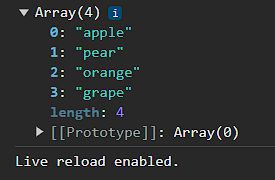 ▼ Array(4) i
0: "apple"
1: "pear"
2: "orange"
3: "grape"
length: 4
▶ [[Prototype]]: Array(0)
Live reload enabled.